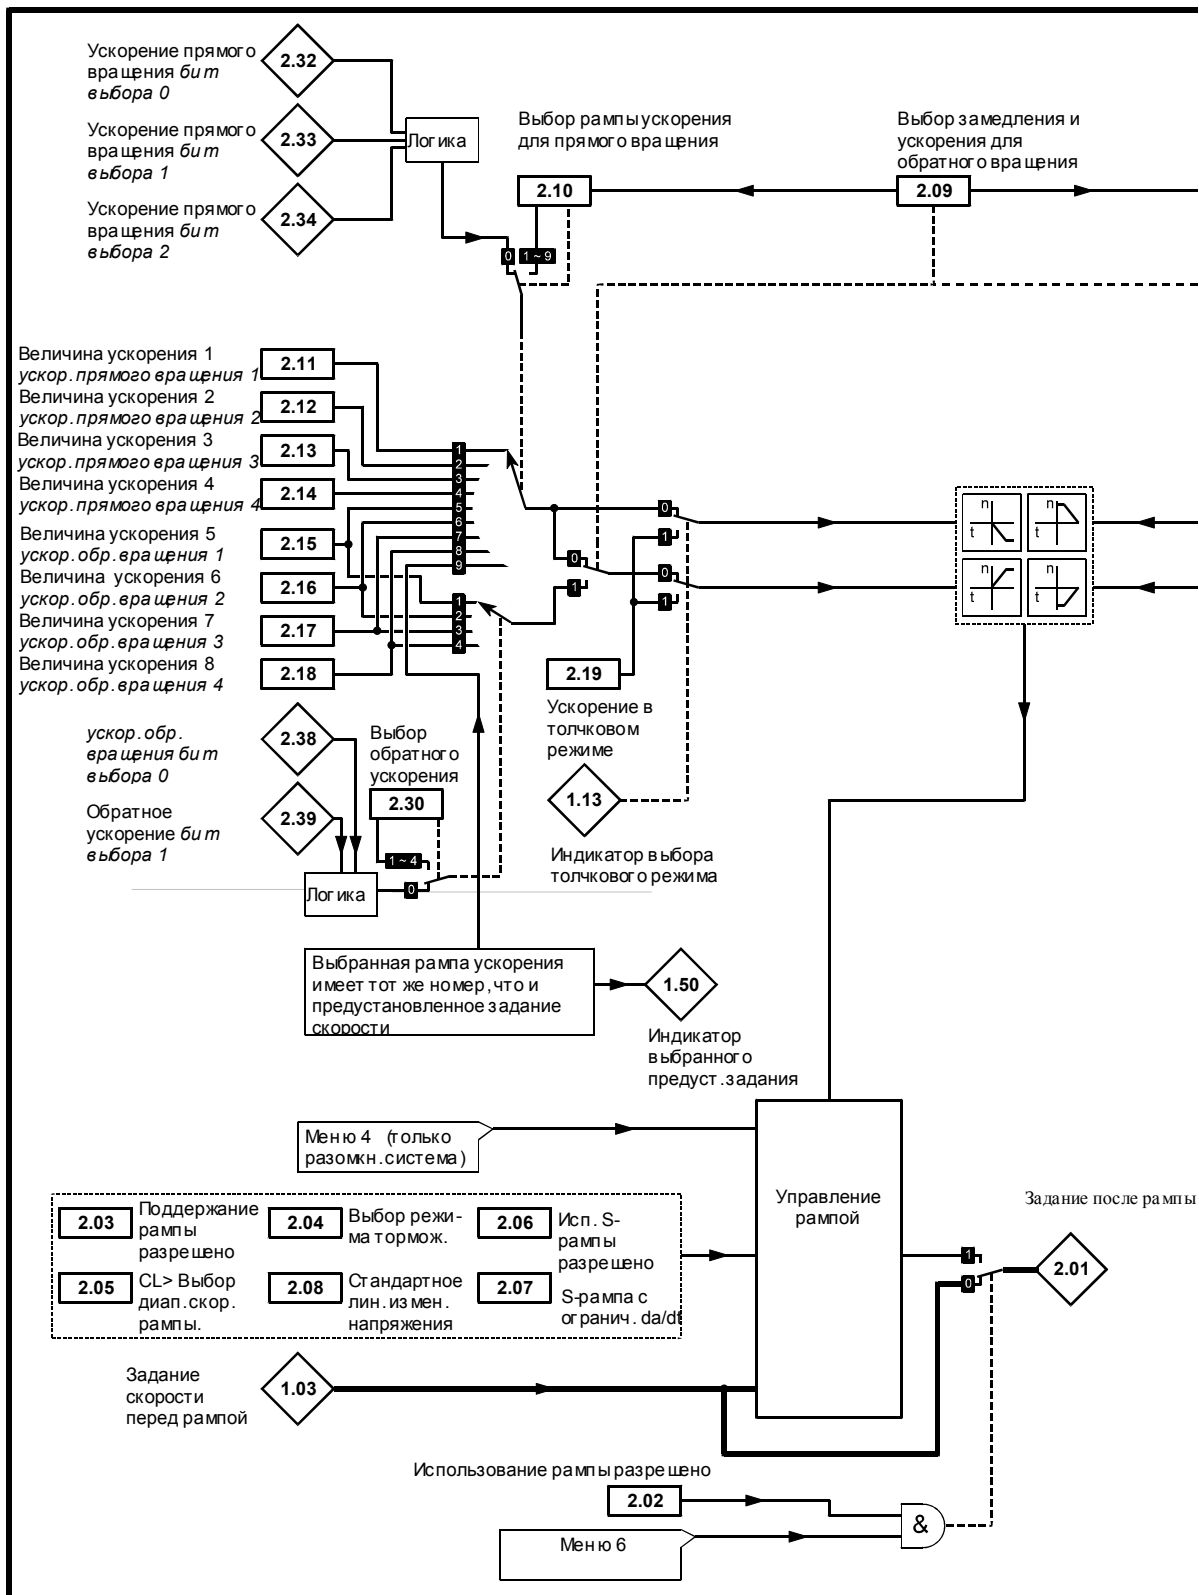 Ускорение прямого
вращения бит
выбора 0
2.32
Ускорение прямого
вращения бит
выбора 1
2.33
Ускорение прямого
вращения бит
выбора 2
2.34
Логика
Выбор рампы ускорения
для прямого вращения
2.10
Выбор замедления и
ускорения для
обратного вращения
2.09
0
1 ~ 9
Величина ускорения 1
ускор.прямого вращения 1
2.11
Величина ускорения 2
ускор.прямого вращения 2
2.12
Величина ускорения 3
ускор.прямого вращения 3
2.13
Величина ускорения 4
ускор.прямого вращения 4
2.14
Величина ускорения 5
ускор.обр.вращения 1
2.15
Величина ускорения 6
ускор.обр.вращения 2
2.16
Величина ускорения 7
ускор.обр.вращения 3
2.17
Величина ускорения 8
ускор.обр.вращения 4
2.18
1
2
3
4
5
6
7
8
9
1
2
3
4
0
1
0
1
0
1
n
t
n
t
n
t
n
t
2.19
Ускорение в
толчковом
режиме
1.13
Индикатор выбора
толчкового режима
ускор.обр.
вращения бит
выбора 0
2.38
Обратное
ускорение бит
выбора 1
2.39
Выбор
обратного
ускорения
2.30
1 ~ 4
0
Логика
Выбранная рампа ускорения
имеет тот же номер,что и
предустановленное задание
скорости
1.50
Индикатор
выбранного
предуст.задания
Меню 4 (только
разомкн.система)
Управление
рампой
2.03
Поддержание
рампы
разрешено
2.04
Выбор режи-
ма тормож.
2.06
Исп. S-
рампы
разрешено
2.05
CL> Выбор
диап.скор.
рампы.
2.08
Стандартное
лин.измен.
напряжения
2.07
S-рампа с
огранич. da/dt
Задание после рампы
1
0
2.01
Задание
скорости
перед рампой
1.03
Использование рампы разрешено
2.02
&
Меню 6